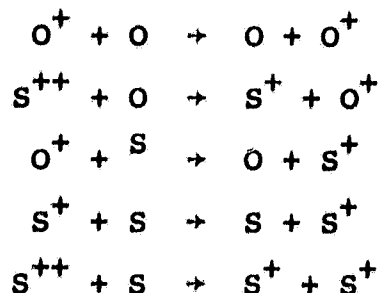 O⁺ + O → O + O⁺
S⁺⁺ + O → S⁺ + O⁺
O⁺ + S → O + S⁺
S⁺ + S → S + S⁺
S⁺⁺ + S → S⁺ + S⁺